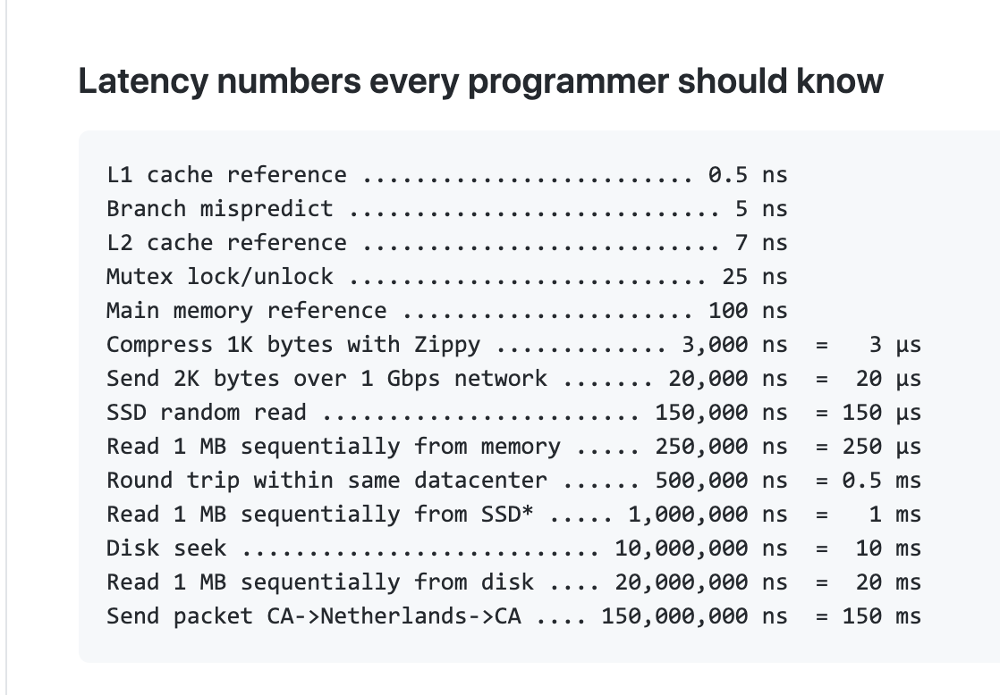 Latency numbers every programmer should know
L1 cache reference ......................... 0.5 ns
Branch mispredict ............................ 5 ns
L2 cache reference ........................... 7 ns
Mutex lock/unlock ........................... 25 ns
Main memory reference ...................... 100 ns
Compress 1K bytes with Zippy ............. 3,000 ns  =   3 µs
Send 2K bytes over 1 Gbps network ....... 20,000 ns  =  20 µs
SSD random read ........................ 150,000 ns  = 150 µs
Read 1 MB sequentially from memory ..... 250,000 ns  = 250 µs
Round trip within same datacenter ...... 500,000 ns  = 0.5 ms
Read 1 MB sequentially from SSD* ..... 1,000,000 ns  =   1 ms
Disk seek ........................... 10,000,000 ns  =  10 ms
Read 1 MB sequentially from disk .... 20,000,000 ns  =  20 ms
Send packet CA->Netherlands->CA .... 150,000,000 ns  = 150 ms